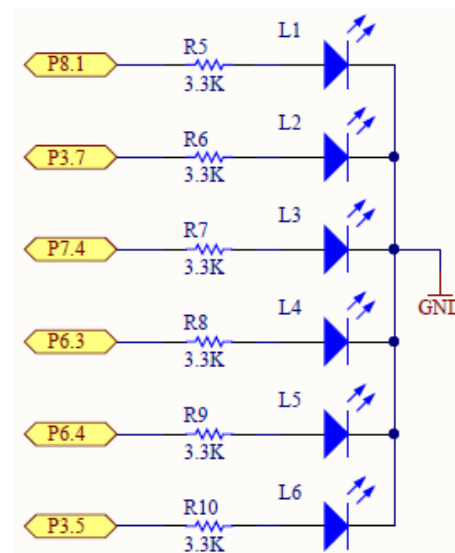 P8.1 R5 3.3K L1
P3.7 R6 3.3K L2
P7.4 R7 3.3K L3
GND
P6.3 R8 3.3K L4
P6.4 R9 3.3K L5
P3.5 R10 3.3K L6